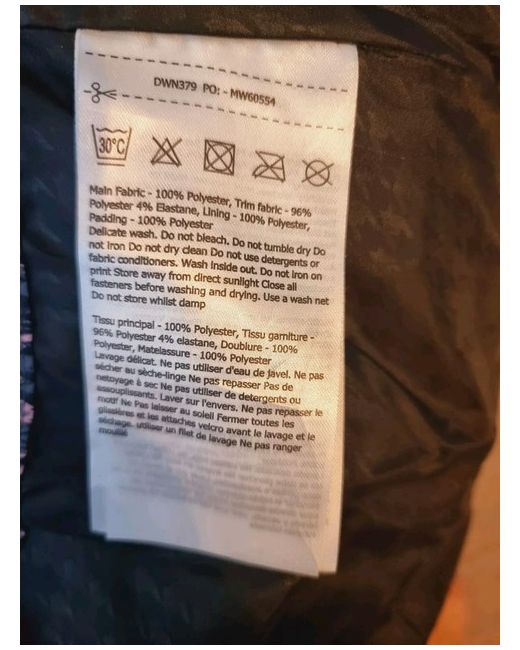 DWN379 PO: - MW60554
30°C
Main Fabric - 100% Polyester, Trim fabric - 96%
Polyester 4% Elastane, Lining - 100% Polyester,
Padding - 100% Polyester
Delicate wash. Do not bleach. Do not tumble dry Do
not iron Do not dry clean Do not use detergents or
fabric conditioners. Wash inside out. Do not iron on
print Store away from direct sunlight Close all
fasteners before washing and drying. Use a wash net
Do not store whilst damp
Tissu principal - 100% Polyester, Tissu garniture -
96% Polyester 4% elastane, Doublure - 100%
Polyester, Matelassure - 100% Polyester
Lavage délicat. Ne pas utiliser d'eau de javel. Ne pas
sécher au sèche-linge Ne pas repasser Pas de
nettoyage à sec Ne pas utiliser de detergents ou
assouplissants. Laver sur l'envers. Ne pas repasser le
motif Ne Pas laisser au soleil Fermer toutes les
glissières et les attaches velcro avant le lavage et le
séchage. utiliser un filet de lavage Ne pas ranger
mouillé